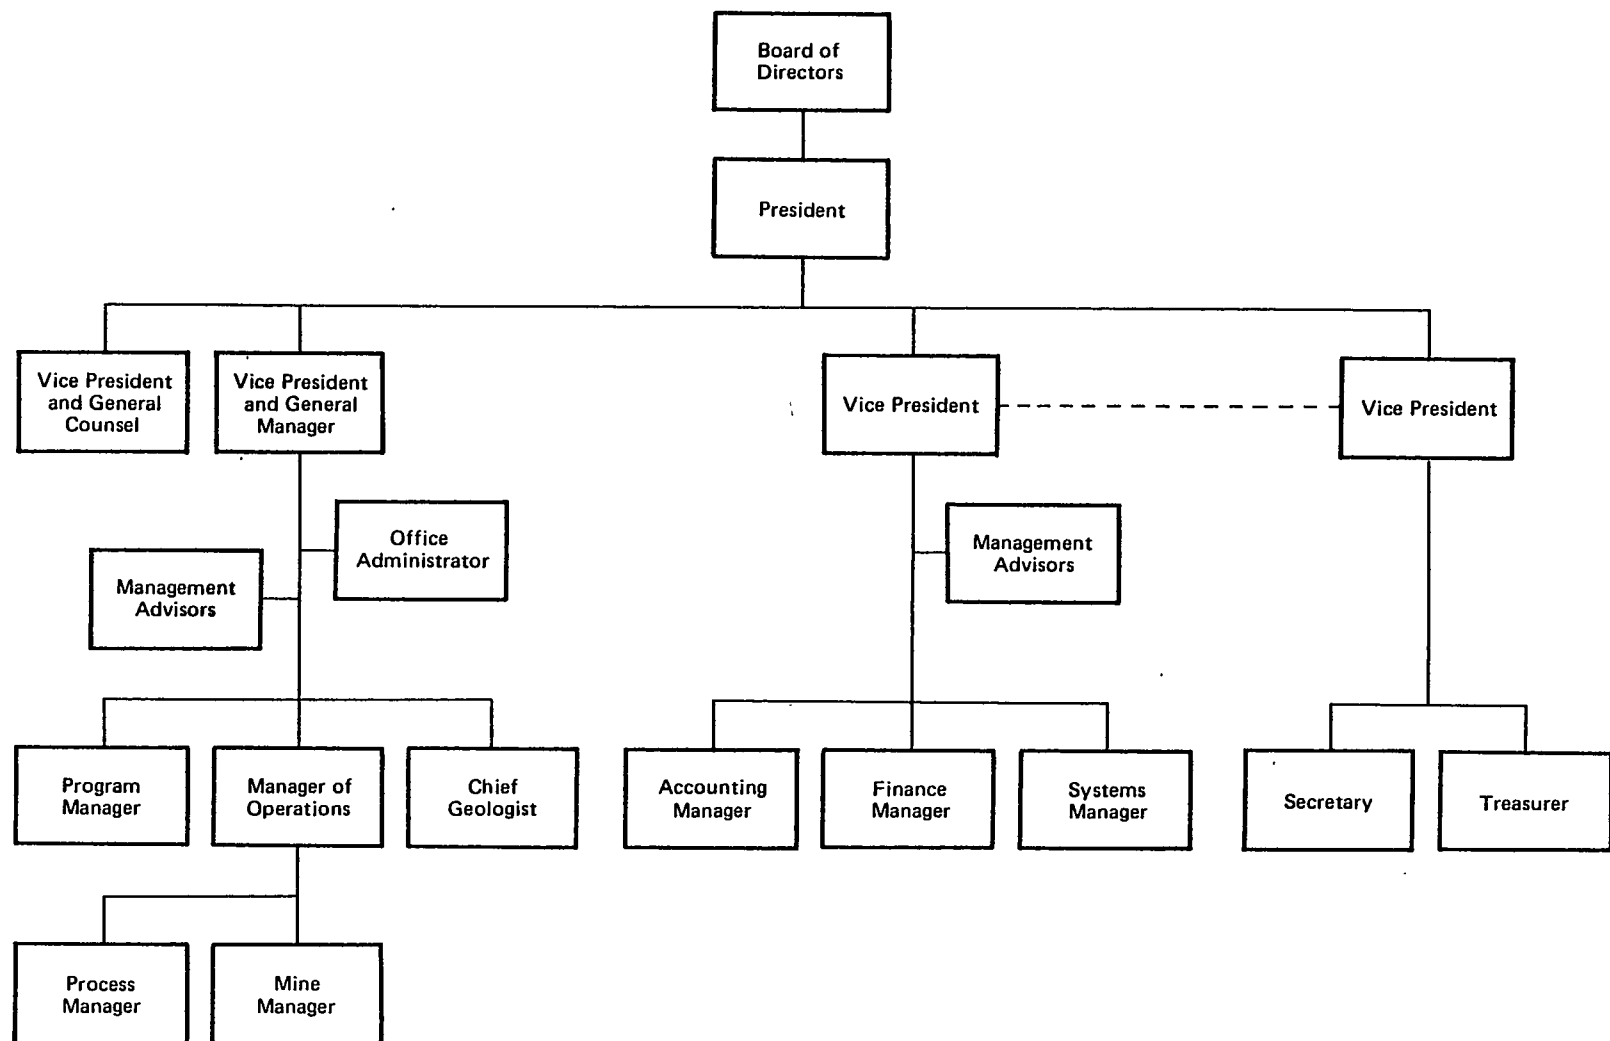 Board of
Directors
President
Vice President
and General
Counsel
Vice President
and General
Manager
Vice President
Vice President
Office
Administrator
Management
Advisors
Management
Advisors
Program
Manager
Manager of
Operations
Chief
Geologist
Accounting
Manager
Finance
Manager
Systems
Manager
Secretary
Treasurer
Process
Manager
Mine
Manager